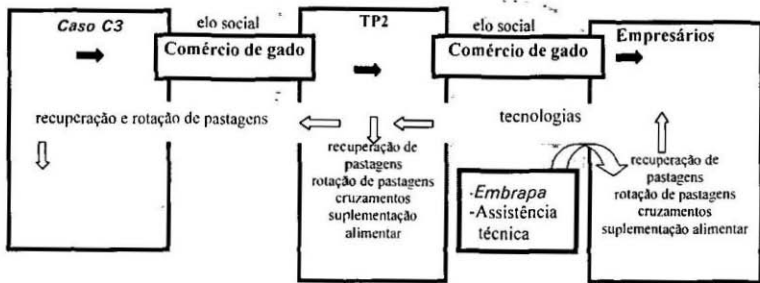 Caso C3
elo social
Comércio de gado
TP2
elo social
Comércio de gado
Empresários
recuperação e rotação de pastagens
tecnologias
recuperação de
pastagens
rotação de pastagens
cruzamentos
suplementação
alimentar
-Embrapa
-Assistência
técnica
recuperação de
pastagens
rotação de pastagens
cruzamentos
suplementação alimentar